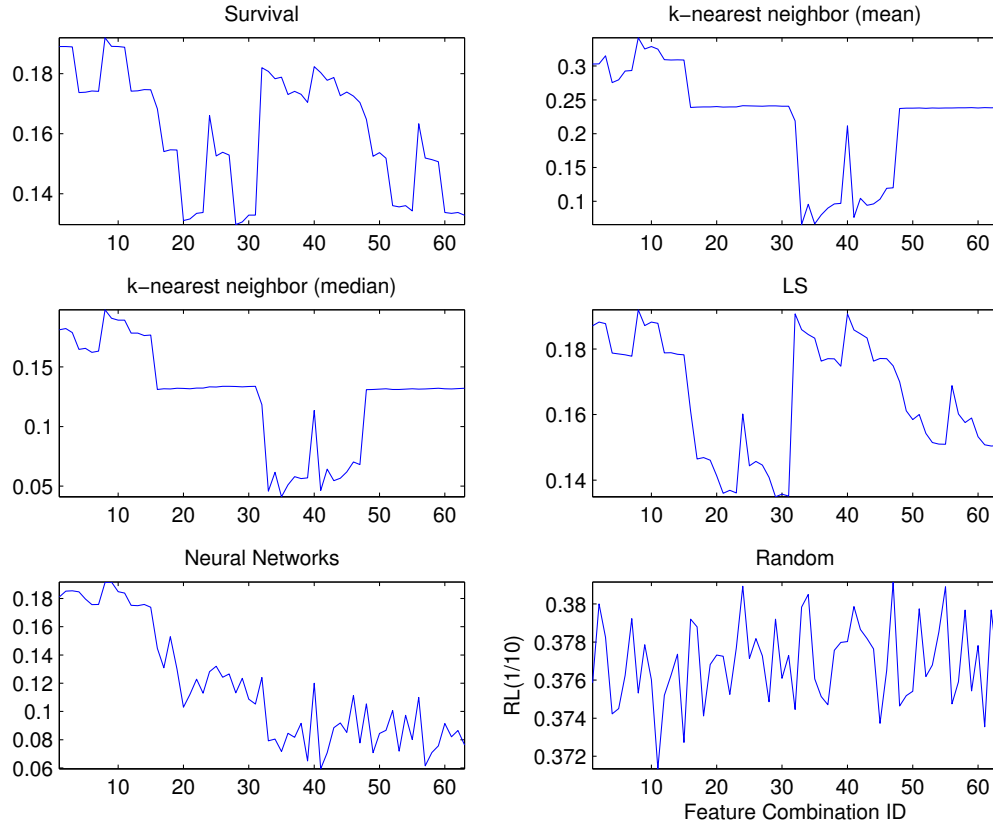 Survival
0.18
0.16
0.14
10 20 30 40 50 60
k−nearest neighbor (mean)
0.3
0.25
0.2
0.15
0.1
10 20 30 40 50 60
k−nearest neighbor (median)
0.15
0.1
0.05
10 20 30 40 50 60
LS
0.18
0.16
0.14
10 20 30 40 50 60
Neural Networks
0.18
0.16
0.14
0.12
0.1
0.08
0.06
10 20 30 40 50 60
Random
RL(1/10)
0.38
0.378
0.376
0.374
0.372
10 20 30 40 50 60
Feature Combination ID